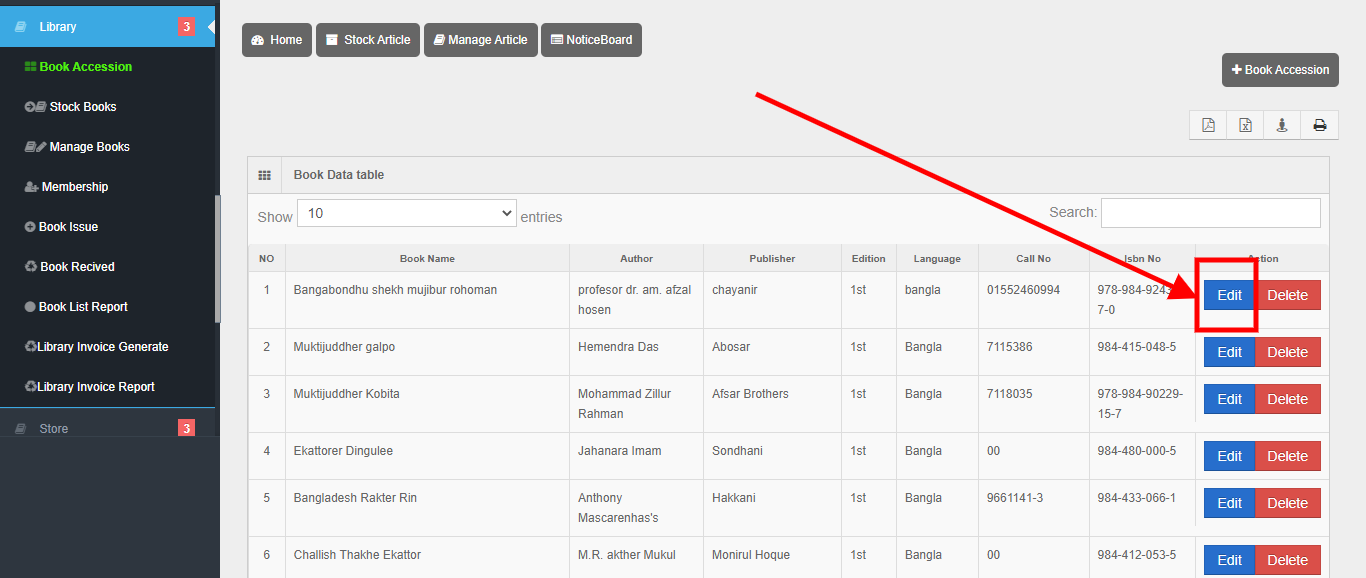 Library 3
Book Accession
Stock Books
Manage Books
Membership
Book Issue
Book Recived
Book List Report
Library Invoice Generate
Library Invoice Report
Store 3
Home Stock Article Manage Article NoticeBoard
Book Accession
Book Data table
Show 10 entries Search:
NO Book Name Author Publisher Edition Language Call No Isbn No
1 Bangabondhu shekh mujibur rohoman profesor dr. am. afzal chayanir 1st bangla 01552460994 978-984-9243 Edit Delete
hosen 7-0
2 Muktijuddher galpo Hemendra Das Abosar 1st Bangla 7115386 984-415-048-5 Edit Delete
3 Muktijuddher Kobita Mohammad Zillur Afsar Brothers 1st Bangla 7118035 978-984-90229- Edit Delete
Rahman 15-7
4 Ekattorer Dingulee Jahanara Imam Sondhani 1st Bangla 00 984-480-000-5 Edit Delete
5 Bangladesh Rakter Rin Anthony Hakkani 1st Bangla 9661141-3 984-433-066-1 Edit Delete
Mascarenhas's
6 Challish Thakhe Ekattor M.R. akther Mukul Monirul Hoque 1st Bangla 00 984-412-053-5 Edit Delete